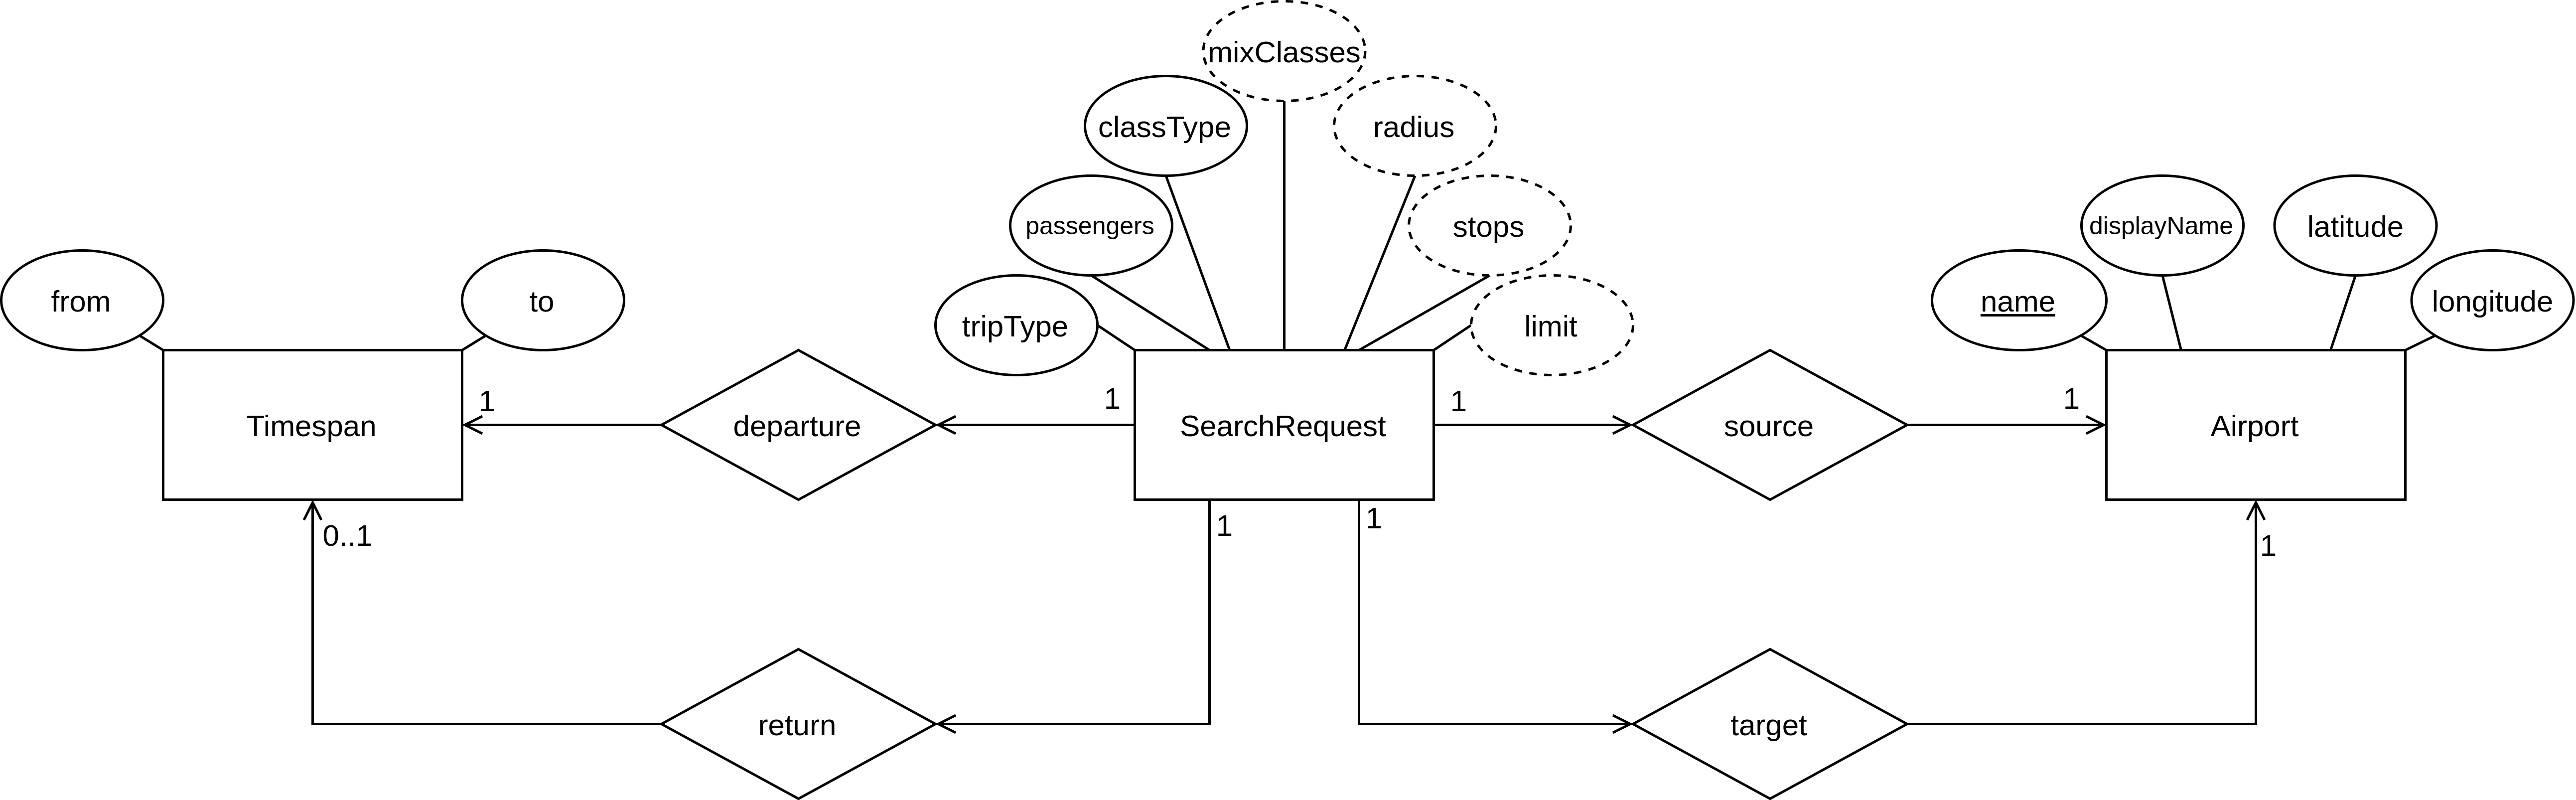 mixClasses
classType
radius
passengers
stops
displayName
latitude
from
to
tripType
limit
name
longitude
1
1
1
1
Timespan
departure
SearchRequest
source
Airport
0..1
1
1
1
return
target